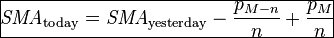 SMA_today = SMA_yesterday − p_{M−n}/n + p_M/n